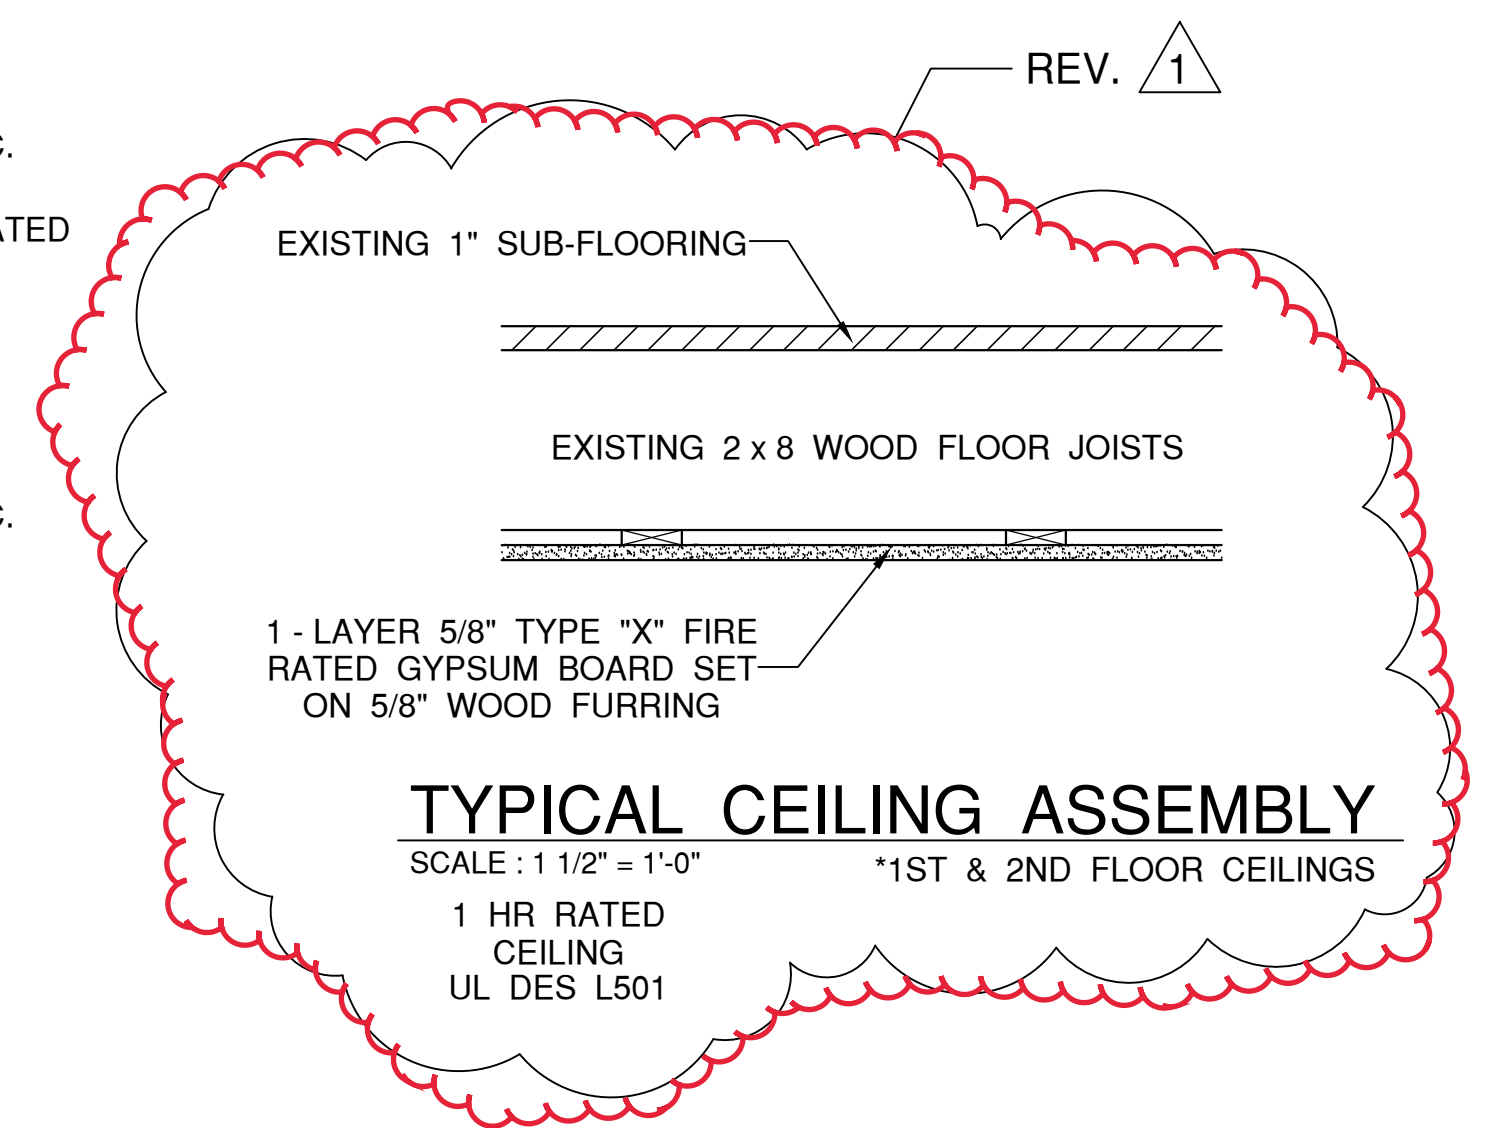 REV. 1
C.
ATED
EXISTING 1" SUB-FLOORING
EXISTING 2 x 8 WOOD FLOOR JOISTS
C.
1 - LAYER 5/8" TYPE "X" FIRE
RATED GYPSUM BOARD SET
ON 5/8" WOOD FURRING
TYPICAL CEILING ASSEMBLY
SCALE : 1 1/2" = 1'-0"
*1ST & 2ND FLOOR CEILINGS
1 HR RATED
CEILING
UL DES L501